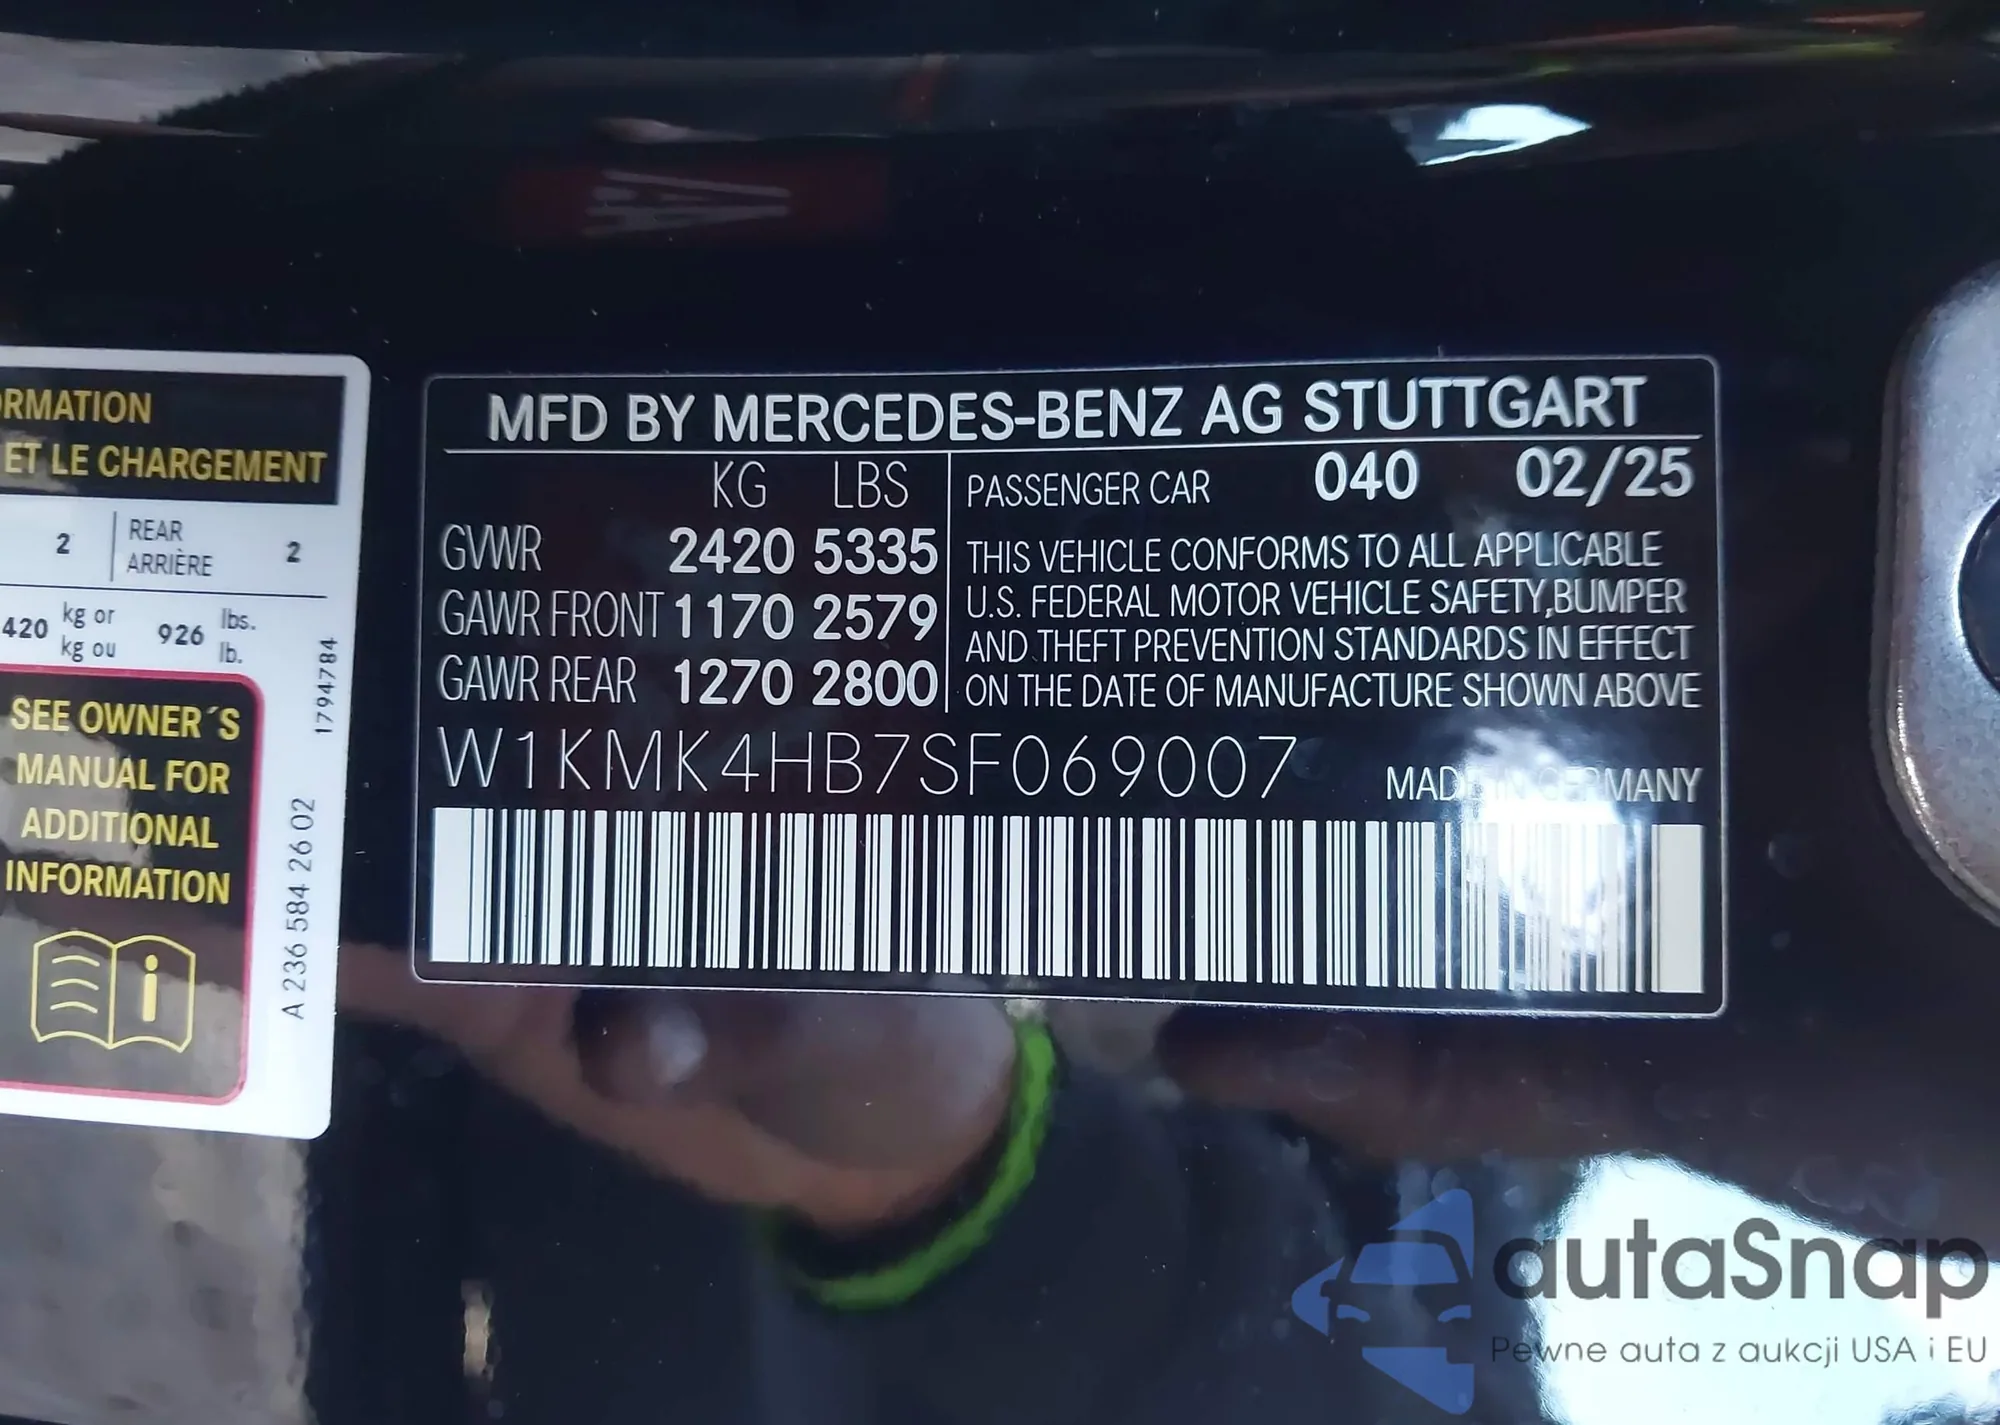 ORMATION
ET LE CHARGEMENT
2 REAR 2
ARRIÈRE
420 kg or 926 lbs.
kg ou lb.
SEE OWNER´S
MANUAL FOR
ADDITIONAL
INFORMATION
1794784
A 236 584 26 02
MFD BY MERCEDES-BENZ AG STUTTGART
KG LBS
GVWR 2420 5335
GAWR FRONT 1170 2579
GAWR REAR 1270 2800
PASSENGER CAR 040 02/25
THIS VEHICLE CONFORMS TO ALL APPLICABLE
U.S. FEDERAL MOTOR VEHICLE SAFETY,BUMPER
AND THEFT PREVENTION STANDARDS IN EFFECT
ON THE DATE OF MANUFACTURE SHOWN ABOVE
W1KMK4HB7SF069007
MADE IN GERMANY
autaSnap
Pewne auta z aukcji USA i EU